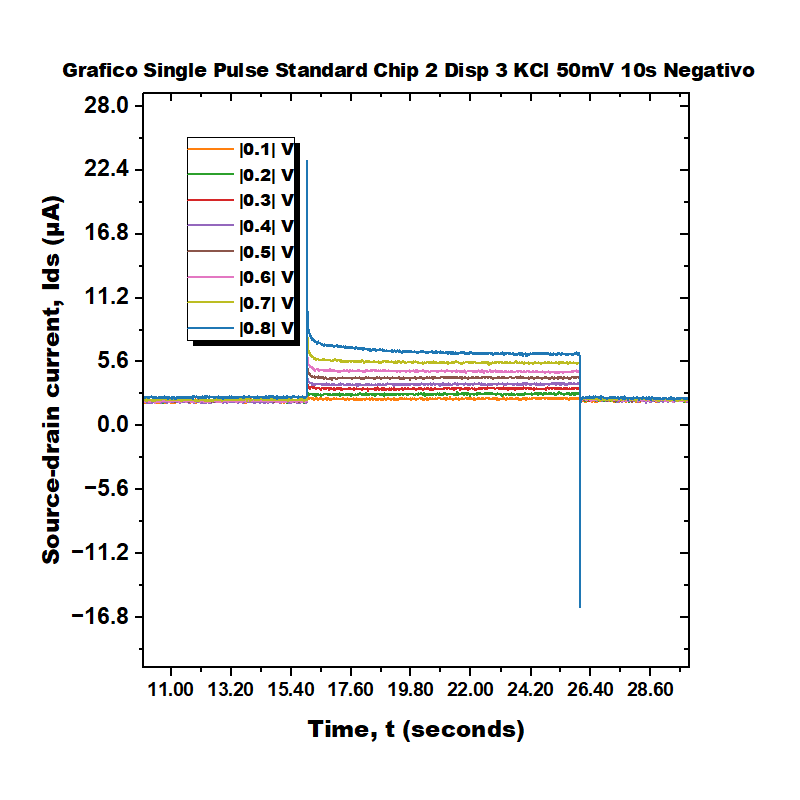 Grafico Single Pulse Standard Chip 2 Disp 3 KCl 50mV 10s Negativo
28.0
22.4
16.8
11.2
5.6
0.0
−5.6
−11.2
−16.8
Source-drain current, Ids (µA)
|0.1| V
|0.2| V
|0.3| V
|0.4| V
|0.5| V
|0.6| V
|0.7| V
|0.8| V
11.00 13.20 15.40 17.60 19.80 22.00 24.20 26.40 28.60
Time, t (seconds)